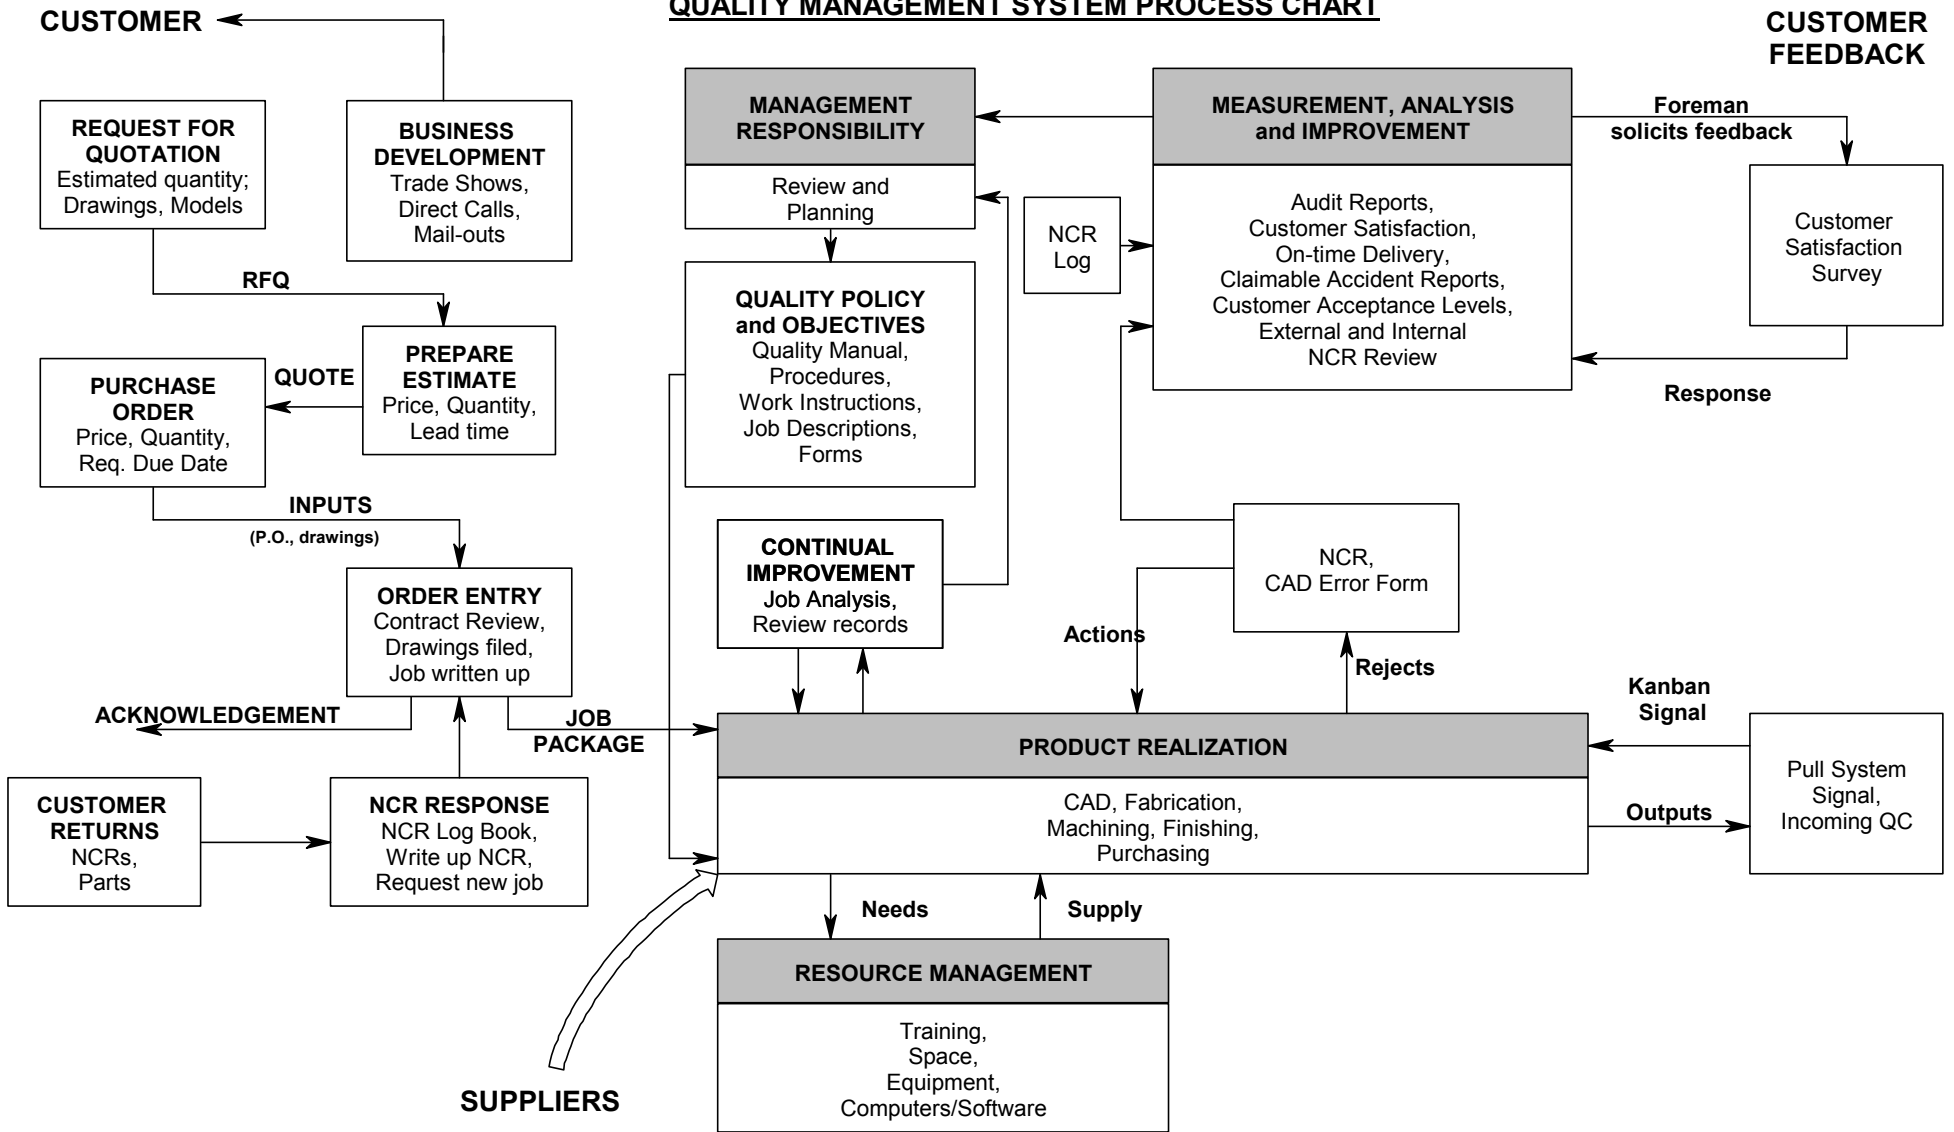 QUALITY MANAGEMENT SYSTEM PROCESS CHART
CUSTOMER
CUSTOMER
FEEDBACK
REQUEST FOR
QUOTATION
Estimated quantity;
Drawings, Models
BUSINESS
DEVELOPMENT
Trade Shows,
Direct Calls,
Mail-outs
RFQ
PREPARE
ESTIMATE
Price, Quantity,
Lead time
QUOTE
PURCHASE
ORDER
Price, Quantity,
Req. Due Date
INPUTS
(P.O., drawings)
ORDER ENTRY
Contract Review,
Drawings filed,
Job written up
ACKNOWLEDGEMENT
JOB
PACKAGE
CUSTOMER
RETURNS
NCRs,
Parts
NCR RESPONSE
NCR Log Book,
Write up NCR,
Request new job
MANAGEMENT
RESPONSIBILITY
Review and
Planning
QUALITY POLICY
and OBJECTIVES
Quality Manual,
Procedures,
Work Instructions,
Job Descriptions,
Forms
CONTINUAL
IMPROVEMENT
Job Analysis,
Review records
NCR
Log
MEASUREMENT, ANALYSIS
and IMPROVEMENT
Audit Reports,
Customer Satisfaction,
On-time Delivery,
Claimable Accident Reports,
Customer Acceptance Levels,
External and Internal
NCR Review
Foreman
solicits feedback
Customer
Satisfaction
Survey
Response
NCR,
CAD Error Form
Actions
Rejects
PRODUCT REALIZATION
CAD, Fabrication,
Machining, Finishing,
Purchasing
Kanban
Signal
Pull System
Signal,
Incoming QC
Outputs
Needs
Supply
RESOURCE MANAGEMENT
Training,
Space,
Equipment,
Computers/Software
SUPPLIERS